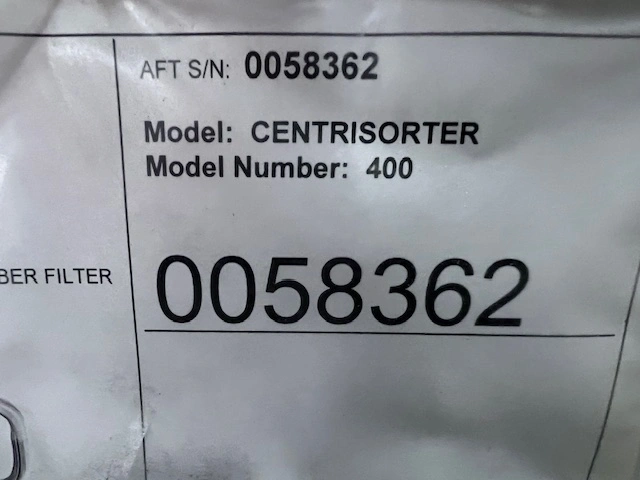 AFT S/N: 0058362
Model: CENTRISORTER
Model Number: 400
BER FILTER
0058362